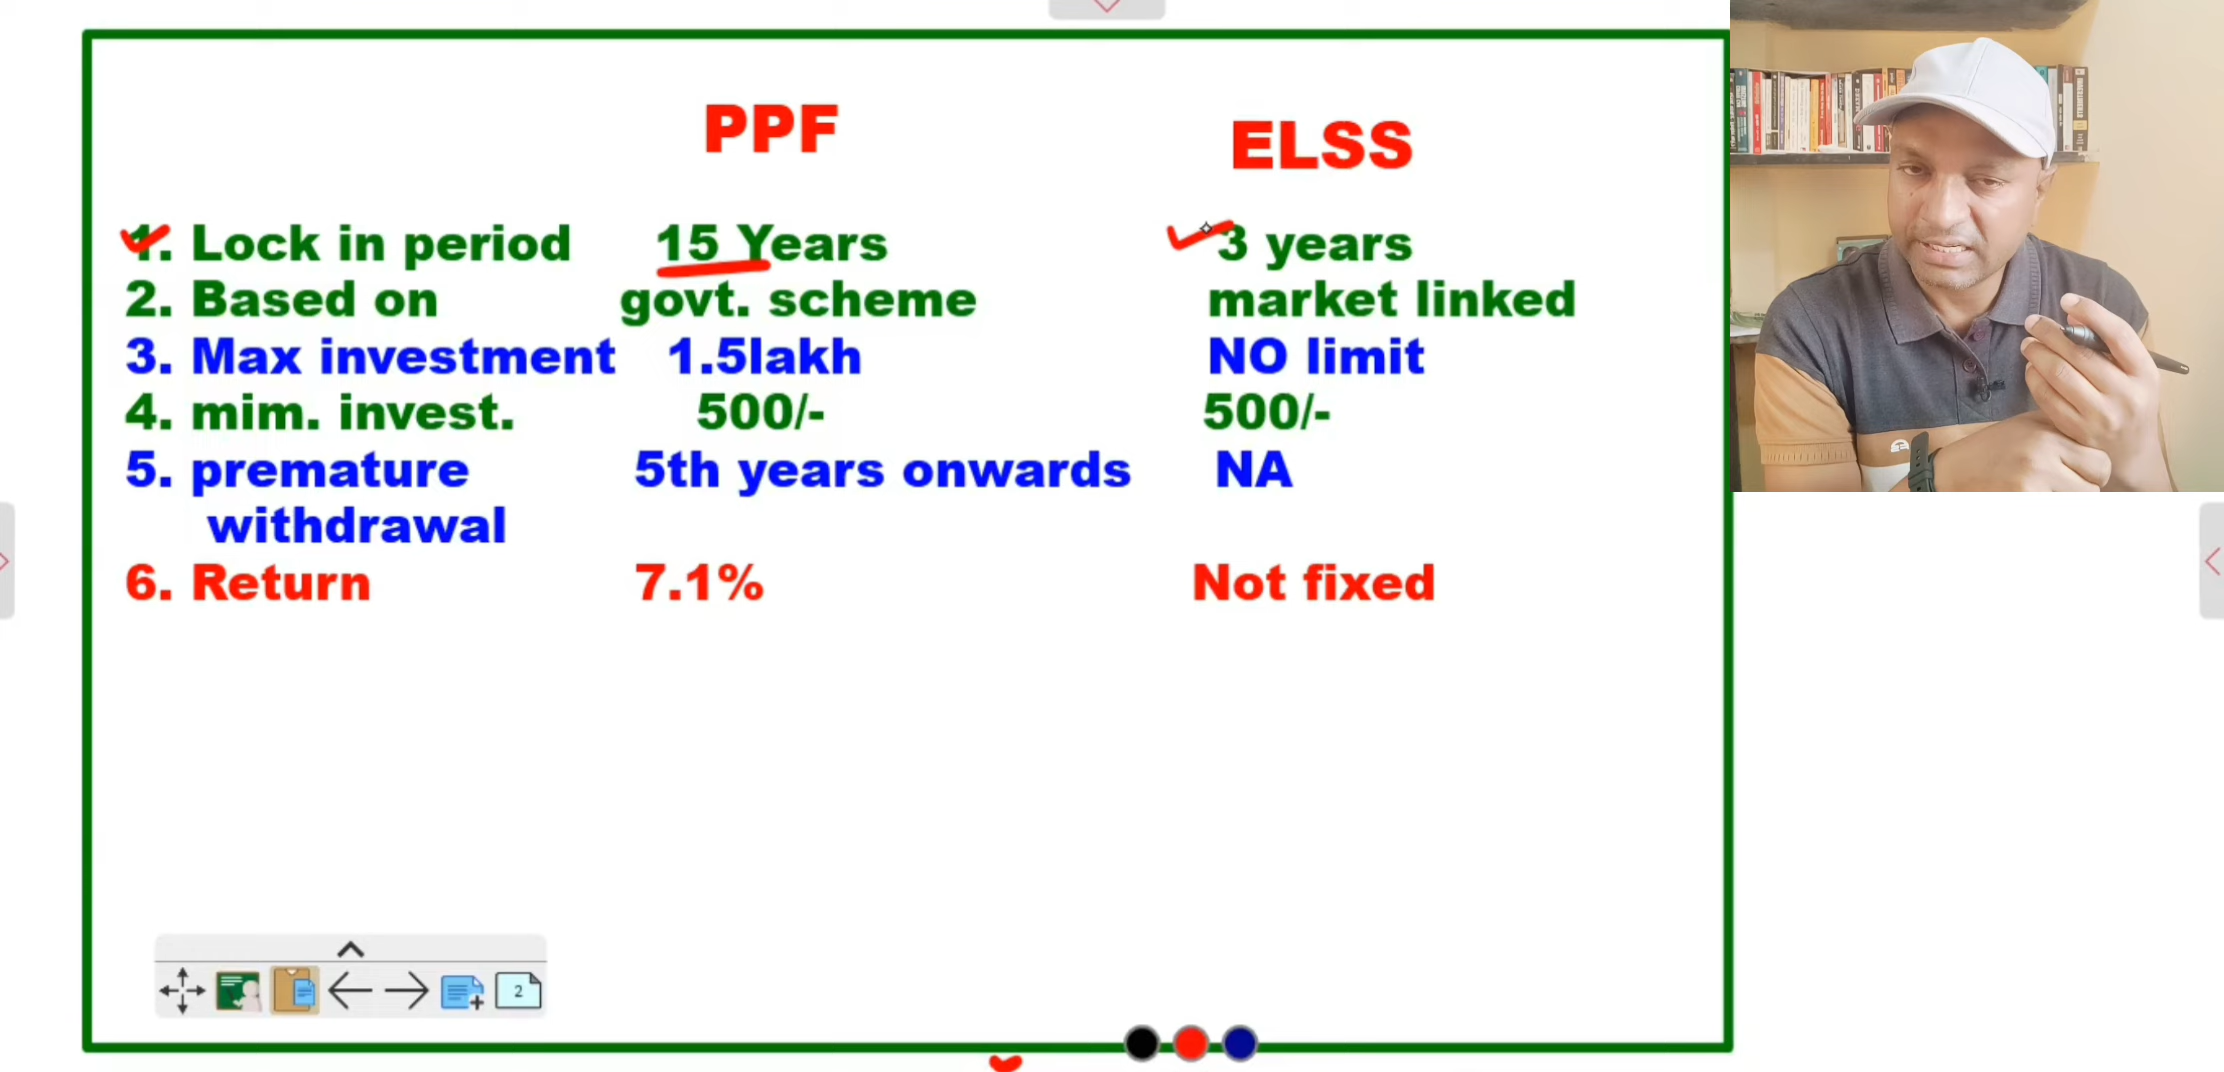 PPF ELSS
1. Lock in period 15 Years 3 years
2. Based on govt. scheme market linked
3. Max investment 1.5lakh NO limit
4. mim. invest. 500/- 500/-
5. premature 5th years onwards NA
withdrawal
6. Return 7.1% Not fixed
2